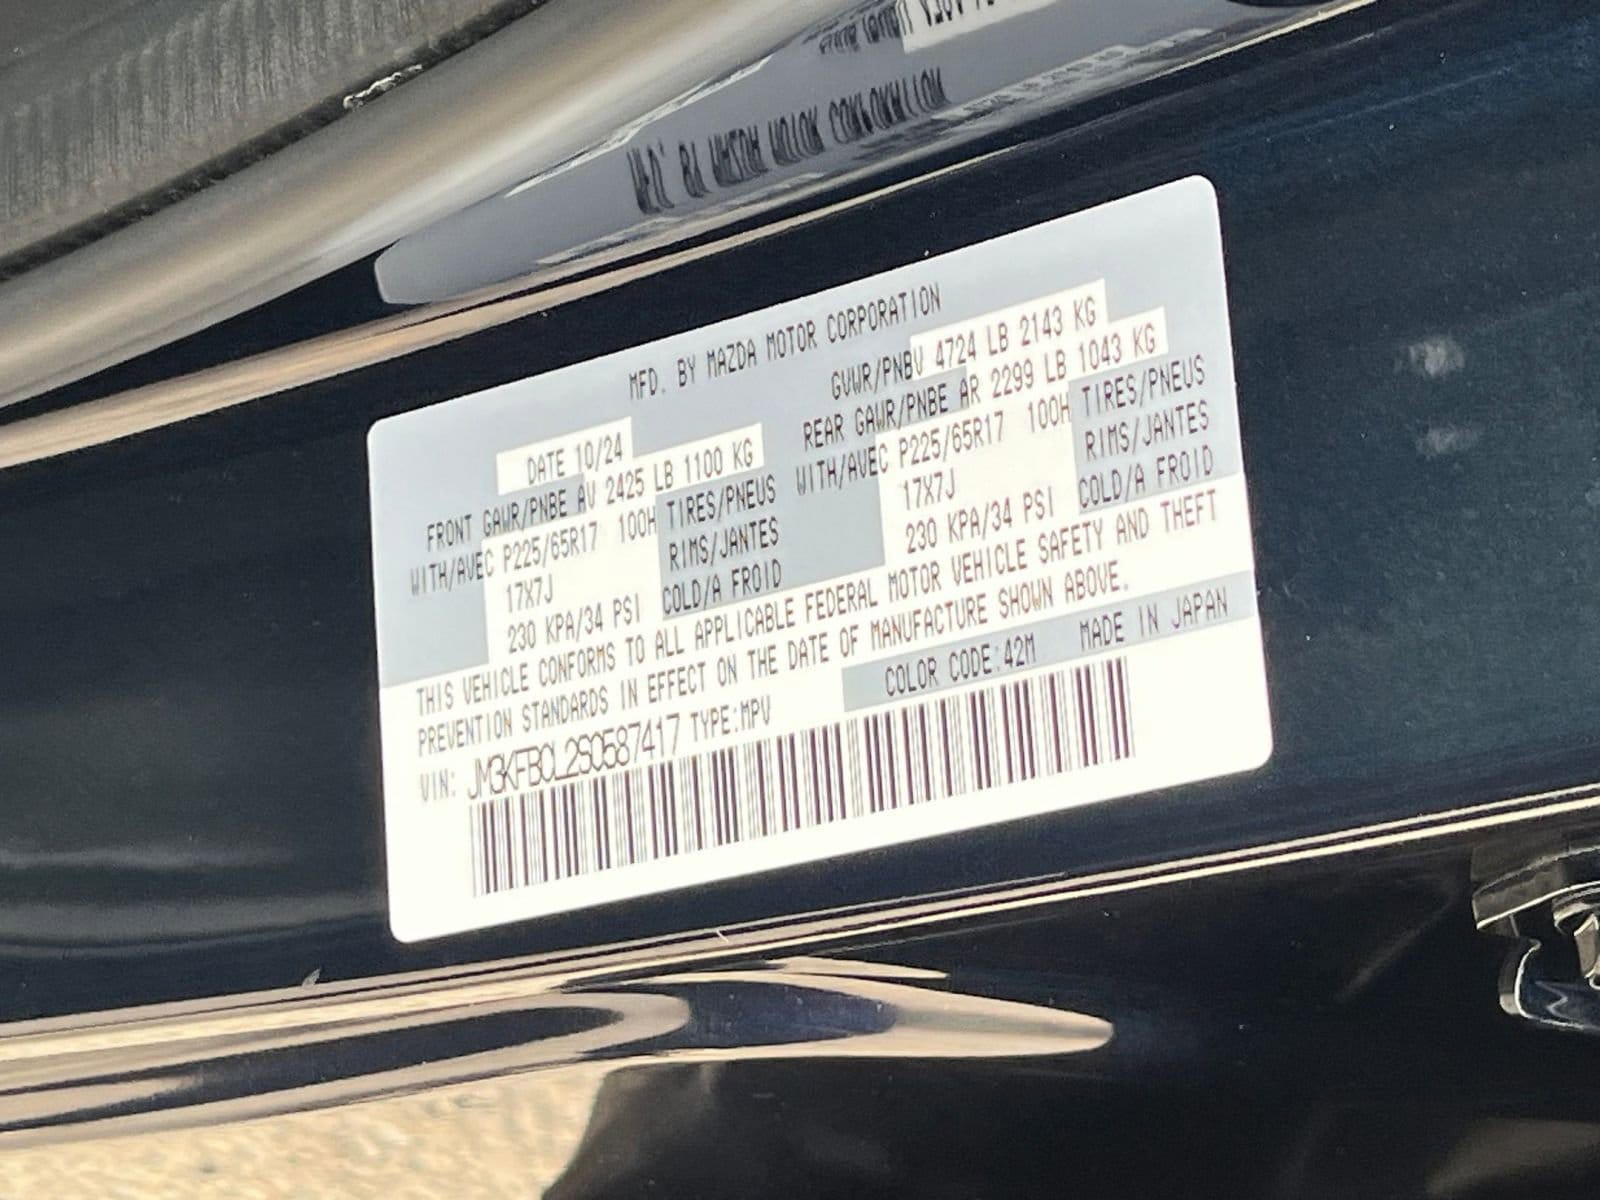 MFD. BY MAZDA MOTOR CORPORATION
DATE 10/24 GVWR/PNBV 4724 LB 2143 KG
FRONT GAWR/PNBE AV 2425 LB 1100 KG REAR GAWR/PNBE AR 2299 LB 1043 KG
WITH/AVEC P225/65R17 100H TIRES/PNEUS WITH/AVEC P225/65R17 100H TIRES/PNEUS
17X7J RIMS/JANTES 17X7J RIMS/JANTES
230 KPA/34 PSI COLD/A FROID 230 KPA/34 PSI COLD/A FROID
THIS VEHICLE CONFORMS TO ALL APPLICABLE FEDERAL MOTOR VEHICLE SAFETY AND THEFT
PREVENTION STANDARDS IN EFFECT ON THE DATE OF MANUFACTURE SHOWN ABOVE.
VIN: JM3KFBCL2S0587417 TYPE:MPV COLOR CODE:42M MADE IN JAPAN